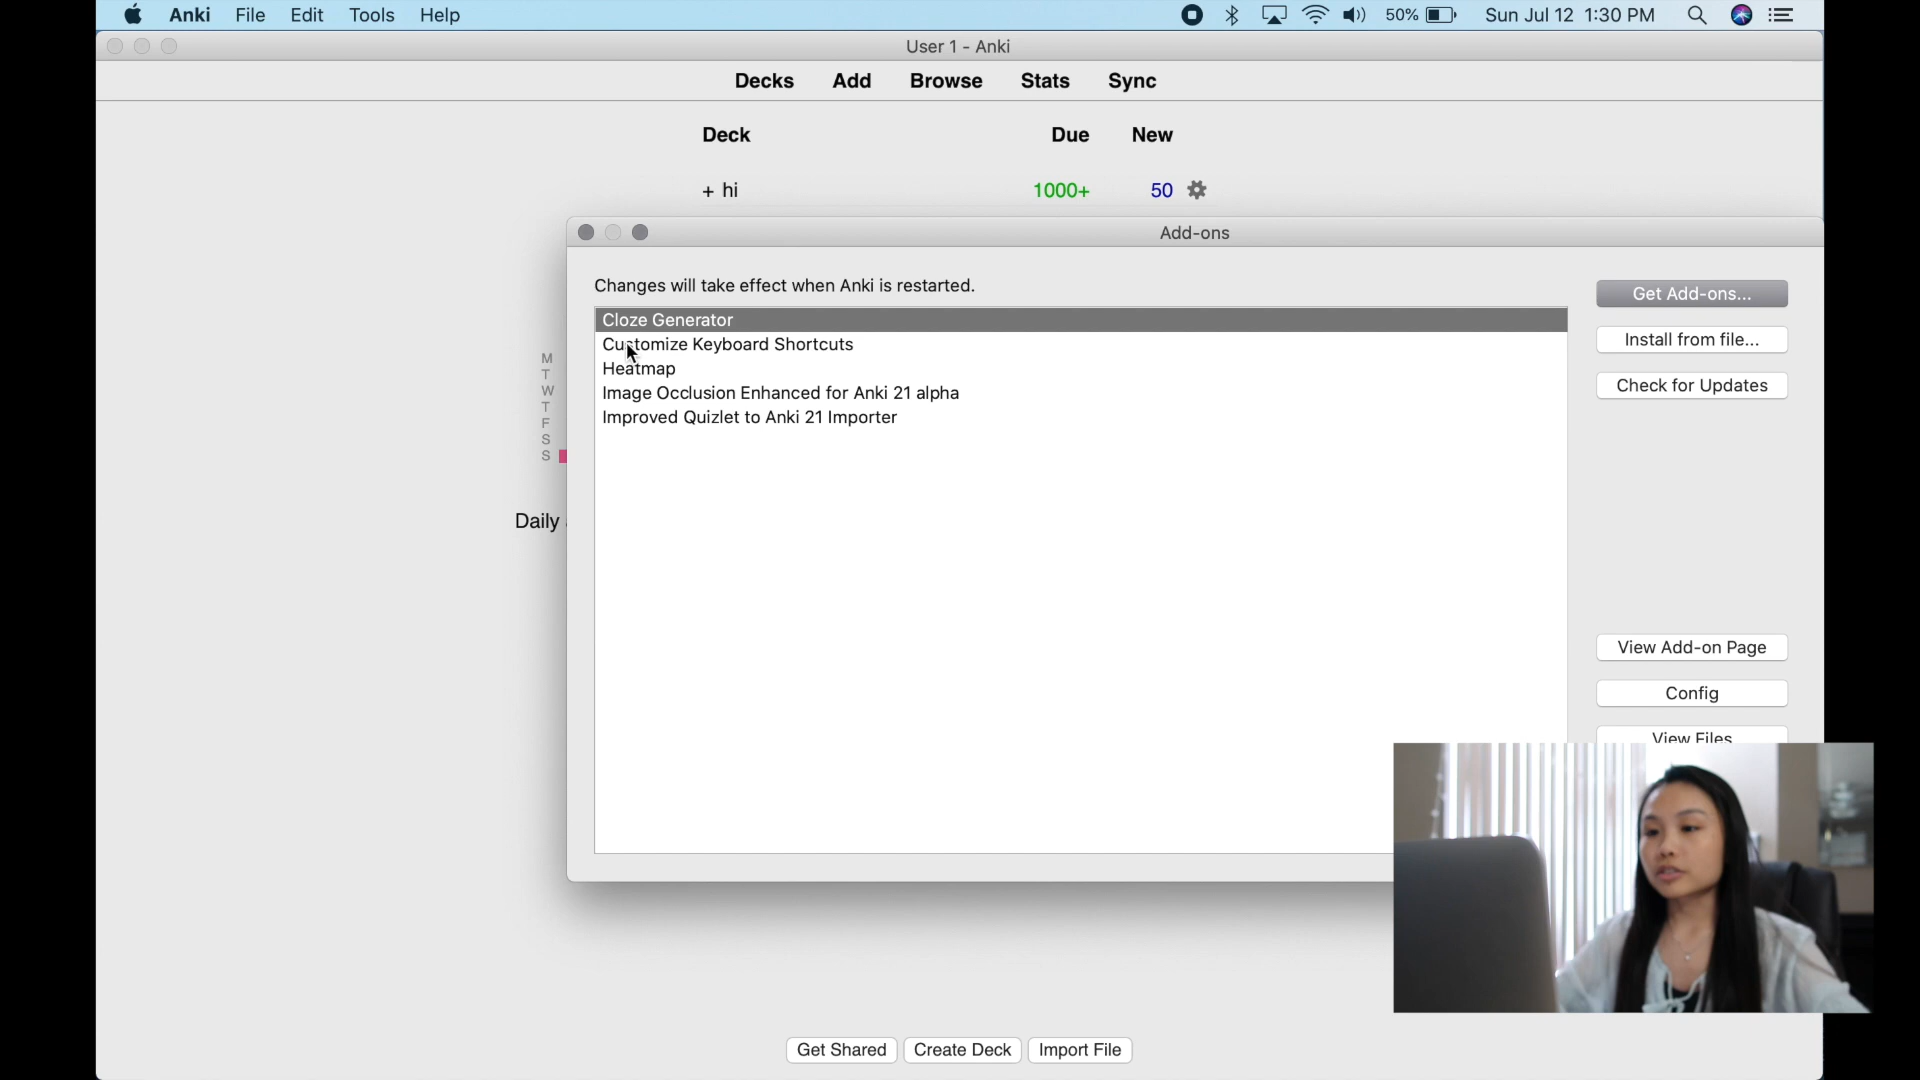 Anki File Edit Tools Help 50% Sun Jul 12 1:30 PM
User 1 - Anki
Decks Add Browse Stats Sync
Deck Due New
+ hi 1000+ 50
Add-ons
Changes will take effect when Anki is restarted.
Get Add-ons...
Cloze Generator
Customize Keyboard Shortcuts
Install from file...
Heatmap
Check for Updates
Image Occlusion Enhanced for Anki 21 alpha
Improved Quizlet to Anki 21 Importer
M
T
W
T
F
S
S
Daily
View Add-on Page
Config
View Files
Get Shared Create Deck Import File